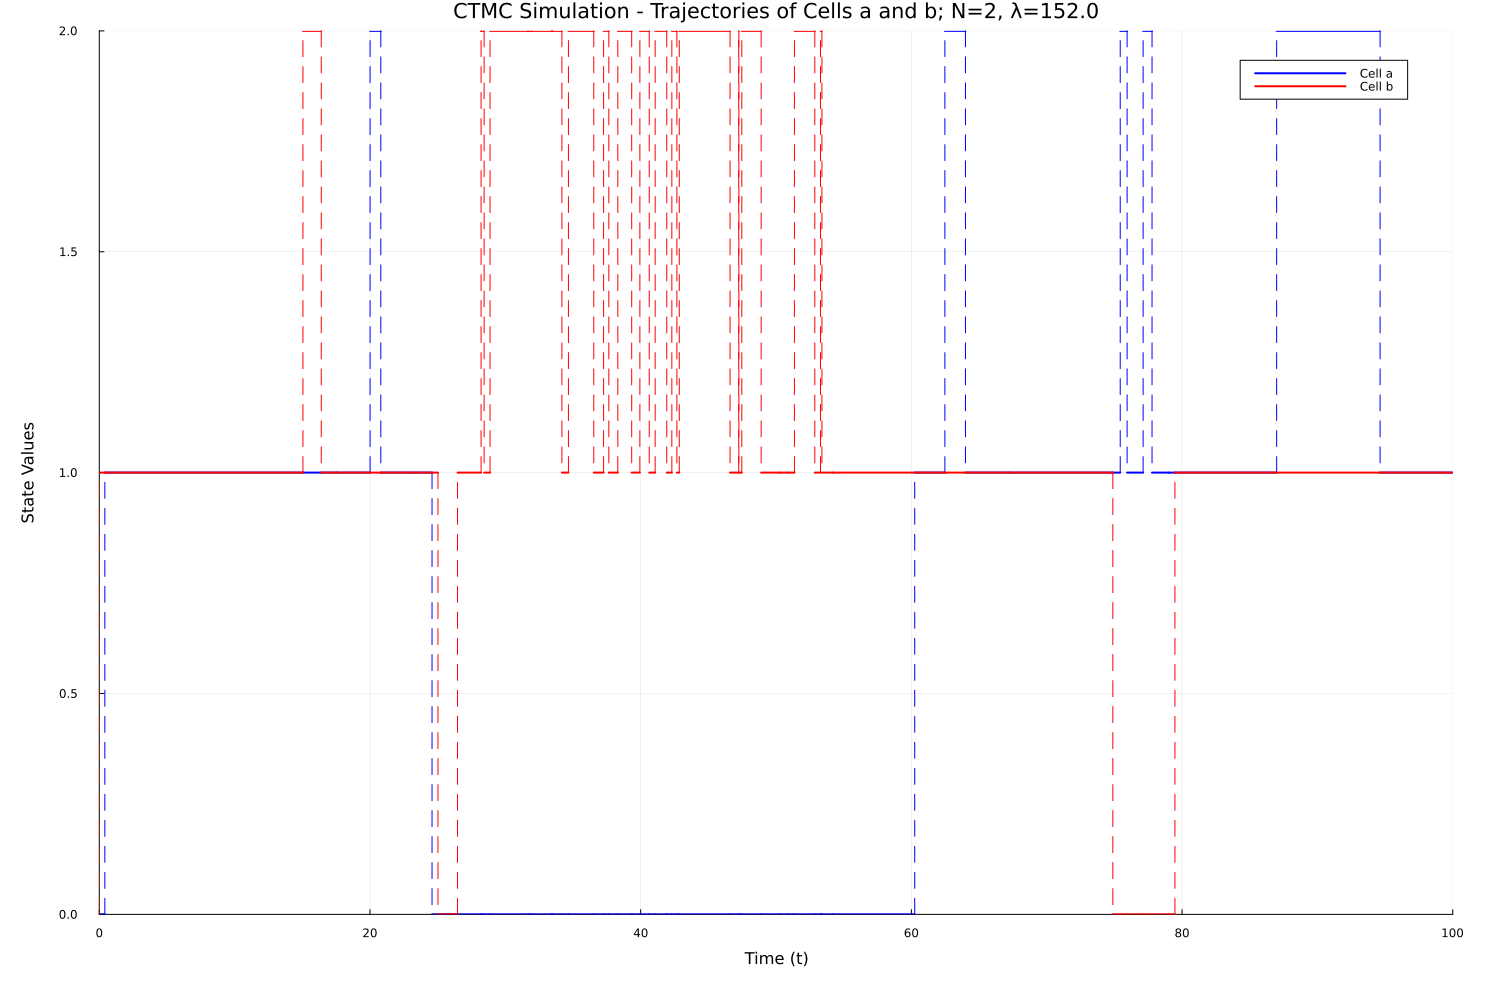 CTMC Simulation - Trajectories of Cells a and b; N=2, λ=152.0
2.0
Cell a
Cell b
1.5
State Values
1.0
0.5
0.0
0 20 40 60 80 100
Time (t)